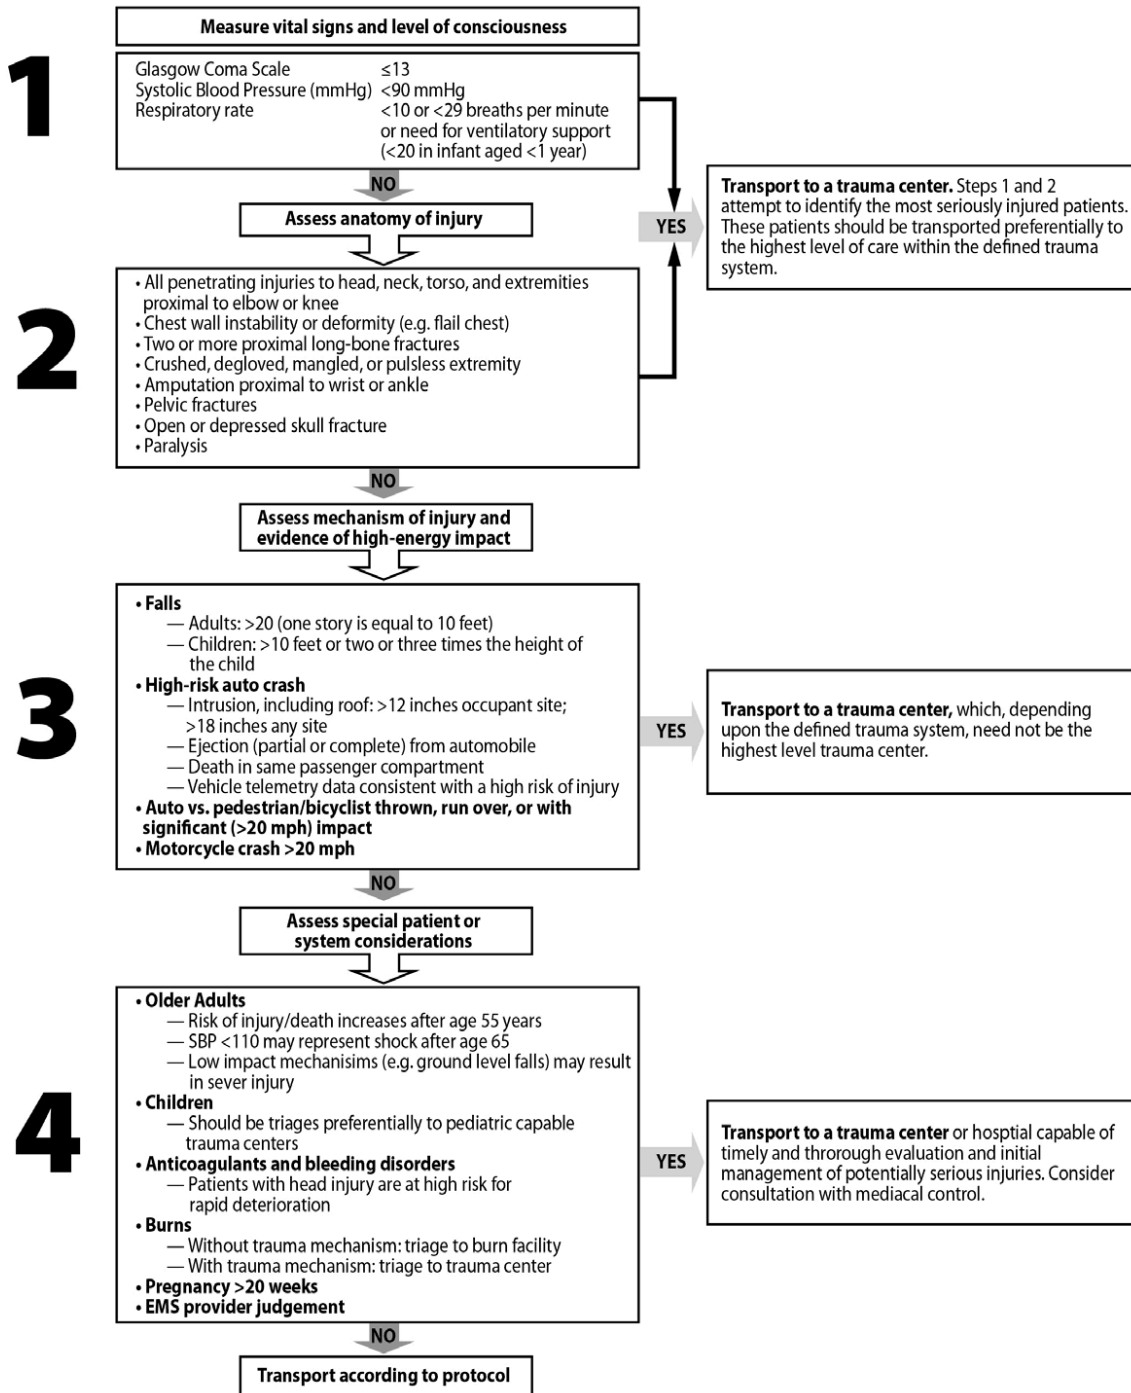 Measure vital signs and level of consciousness
1
Glasgow Coma Scale ≤13
Systolic Blood Pressure (mmHg) <90 mmHg
Respiratory rate <10 or <29 breaths per minute
or need for ventilatory support
(<20 in infant aged <1 year)
NO
Assess anatomy of injury
YES
Transport to a trauma center. Steps 1 and 2
attempt to identify the most seriously injured patients.
These patients should be transported preferentially to
the highest level of care within the defined trauma
system.
2
• All penetrating injuries to head, neck, torso, and extremities
proximal to elbow or knee
• Chest wall instability or deformity (e.g. flail chest)
• Two or more proximal long-bone fractures
• Crushed, degloved, mangled, or pulsless extremity
• Amputation proximal to wrist or ankle
• Pelvic fractures
• Open or depressed skull fracture
• Paralysis
NO
Assess mechanism of injury and
evidence of high-energy impact
3
• Falls
— Adults: >20 (one story is equal to 10 feet)
— Children: >10 feet or two or three times the height of
the child
• High-risk auto crash
— Intrusion, including roof: >12 inches occupant site;
>18 inches any site
— Ejection (partial or complete) from automobile
— Death in same passenger compartment
— Vehicle telemetry data consistent with a high risk of injury
• Auto vs. pedestrian/bicyclist thrown, run over, or with
significant (>20 mph) impact
• Motorcycle crash >20 mph
YES
Transport to a trauma center, which, depending
upon the defined trauma system, need not be the
highest level trauma center.
NO
Assess special patient or
system considerations
4
• Older Adults
— Risk of injury/death increases after age 55 years
— SBP <110 may represent shock after age 65
— Low impact mechanisims (e.g. ground level falls) may result
in sever injury
• Children
— Should be triages preferentially to pediatric capable
trauma centers
• Anticoagulants and bleeding disorders
— Patients with head injury are at high risk for
rapid deterioration
• Burns
— Without trauma mechanism: triage to burn facility
— With trauma mechanism: triage to trauma center
• Pregnancy >20 weeks
• EMS provider judgement
YES
Transport to a trauma center or hosptial capable of
timely and throrough evaluation and initial
management of potentially serious injuries. Consider
consultation with mediacal control.
NO
Transport according to protocol